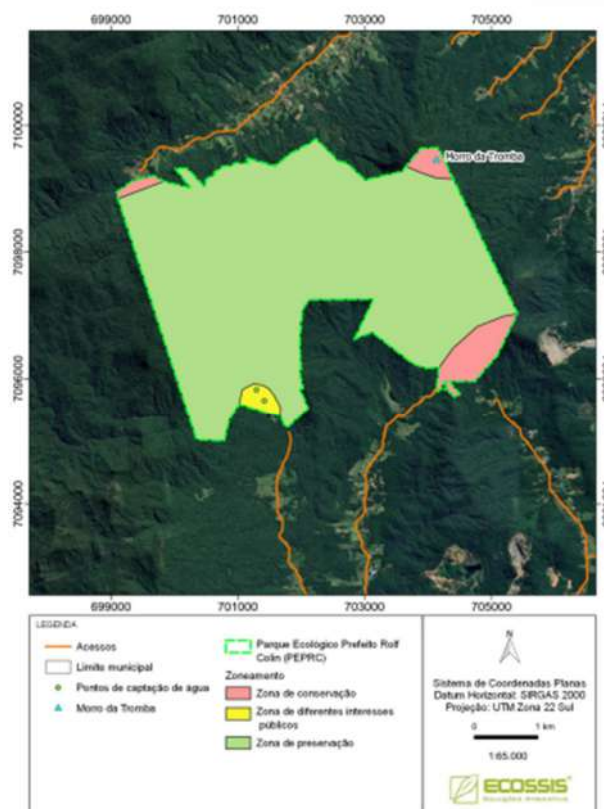 699000 701000 703000 705000
7100000
7098000
7096000
7094000
Morro da Tromba
699000 701000 703000 705000
LEGENDA
Acessos
Limite municipal
Pontos de captação de água
Morro da Tromba
Parque Ecológico Prefeito Rolf
Colin (PEPRC)
Zoneamento
Zona de conservação
Zona de diferentes interesses
públicos
Zona de preservação
N
Sistema de Coordenadas Planas
Datum Horizontal: SIRGAS 2000
Projeção: UTM Zona 22 Sul
0 1 km
1:65.000
ECOSSIS